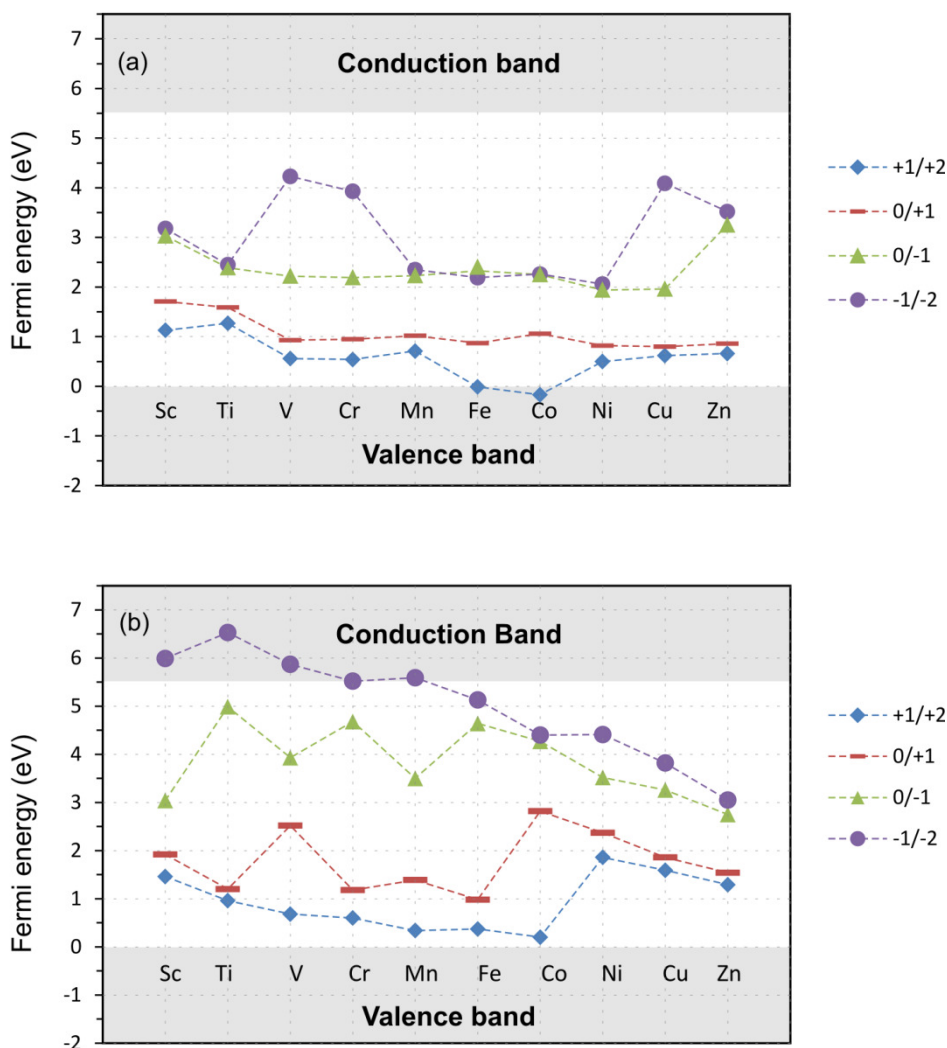 (a)
Conduction band
Fermi energy (eV)
7
6
5
4
3
2
1
0
-1
-2
Sc Ti V Cr Mn Fe Co Ni Cu Zn
Valence band
+1/+2
0/+1
0/-1
-1/-2
(b)
Conduction Band
Fermi energy (eV)
7
6
5
4
3
2
1
0
-1
-2
Sc Ti V Cr Mn Fe Co Ni Cu Zn
Valence band
+1/+2
0/+1
0/-1
-1/-2